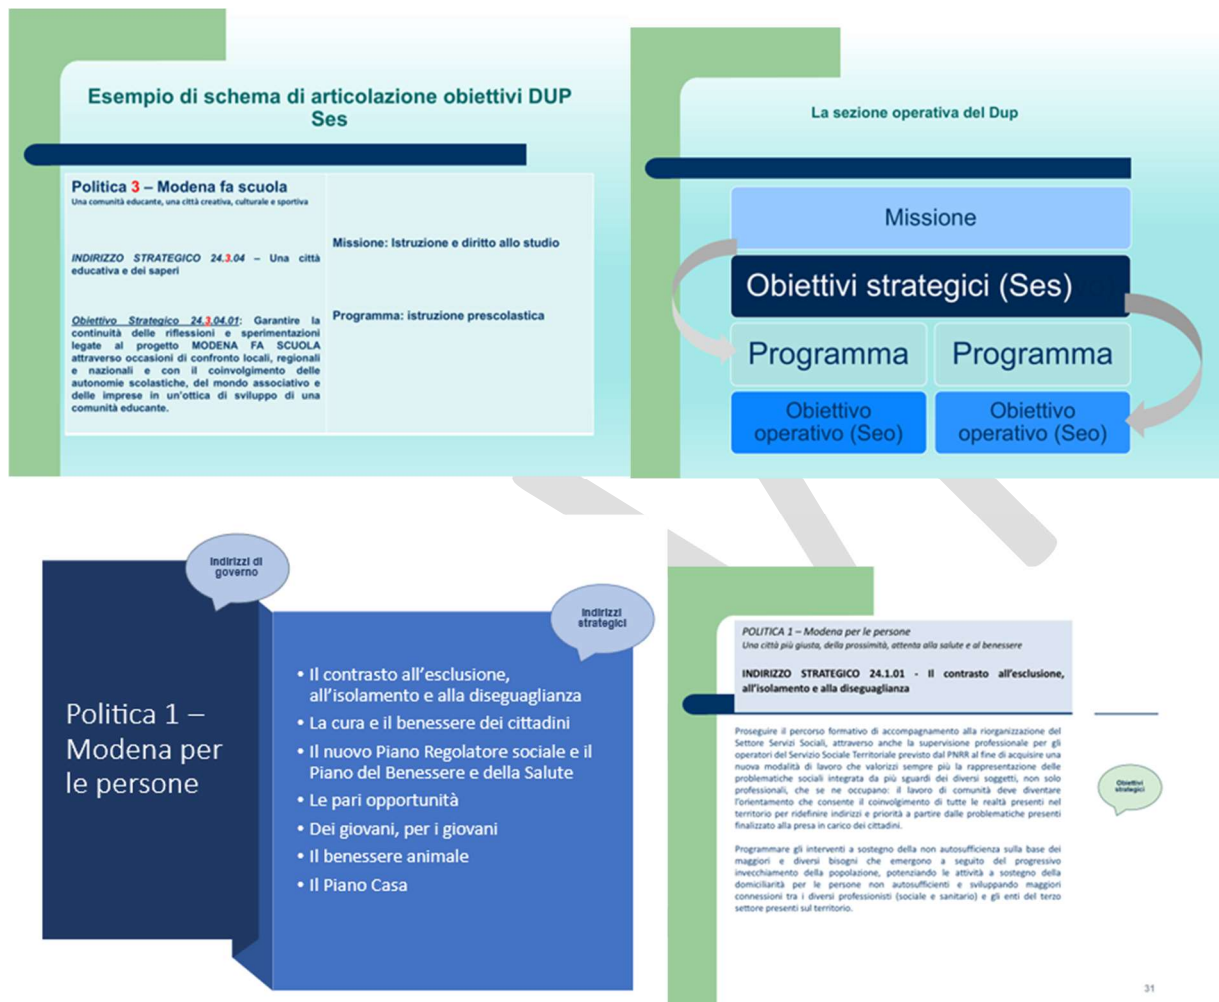 Esempio di schema di articolazione obiettivi DUP
Ses
Politica 3 – Modena fa scuola
Una comunità educante, una città creativa, culturale e sportiva
INDIRIZZO STRATEGICO 24.3.04 – Una città
educativa e dei saperi
Obiettivo Strategico 24.3.04.01: Garantire la
continuità delle riflessioni e sperimentazioni
legate al progetto MODENA FA SCUOLA
attraverso occasioni di confronto locali, regionali
e nazionali e con il coinvolgimento delle
autonomie scolastiche, del mondo associativo e
delle imprese in un'ottica di sviluppo di una
comunità educante.
Missione: Istruzione e diritto allo studio
Programma: istruzione prescolastica
La sezione operativa del Dup
Missione
Obiettivi strategici (Ses)
Programma
Programma
Obiettivo
operativo (Seo)
Obiettivo
operativo (Seo)
Indirizzi di
governo
Indirizzi
strategici
Politica 1 –
Modena per
le persone
• Il contrasto all'esclusione,
all'isolamento e alla diseguaglianza
• La cura e il benessere dei cittadini
• Il nuovo Piano Regolatore sociale e il
Piano del Benessere e della Salute
• Le pari opportunità
• Dei giovani, per i giovani
• Il benessere animale
• Il Piano Casa
POLITICA 1 – Modena per le persone
Una città più giusta, della prossimità, attenta alla salute e al benessere
INDIRIZZO STRATEGICO 24.1.01 - Il contrasto all'esclusione,
all'isolamento e alla diseguaglianza
Proseguire il percorso formativo di accompagnamento alla riorganizzazione del
Settore Servizi Sociali, attraverso anche la supervisione professionale per gli
operatori del Servizio Sociale Territoriale previsto dal PNRR al fine di acquisire una
nuova modalità di lavoro che valorizzi sempre più la rappresentazione delle
problematiche sociali integrata da più sguardi dei diversi soggetti, non solo
professionali, che se ne occupano: il lavoro di comunità deve diventare
l'orientamento che consente il coinvolgimento di tutte le realtà presenti nel
territorio per ridefinire indirizzi e priorità a partire dalle problematiche presenti
finalizzato alla presa in carico dei cittadini.
Programmare gli interventi a sostegno della non autosufficienza sulla base dei
maggiori e diversi bisogni che emergono a seguito del progressivo
invecchiamento della popolazione, potenziando le attività a sostegno della
domiciliarità per le persone non autosufficienti e sviluppando maggiori
connessioni tra i diversi professionisti (sociale e sanitario) e gli enti del terzo
settore presenti sul territorio.
Obiettivi
strategici
31